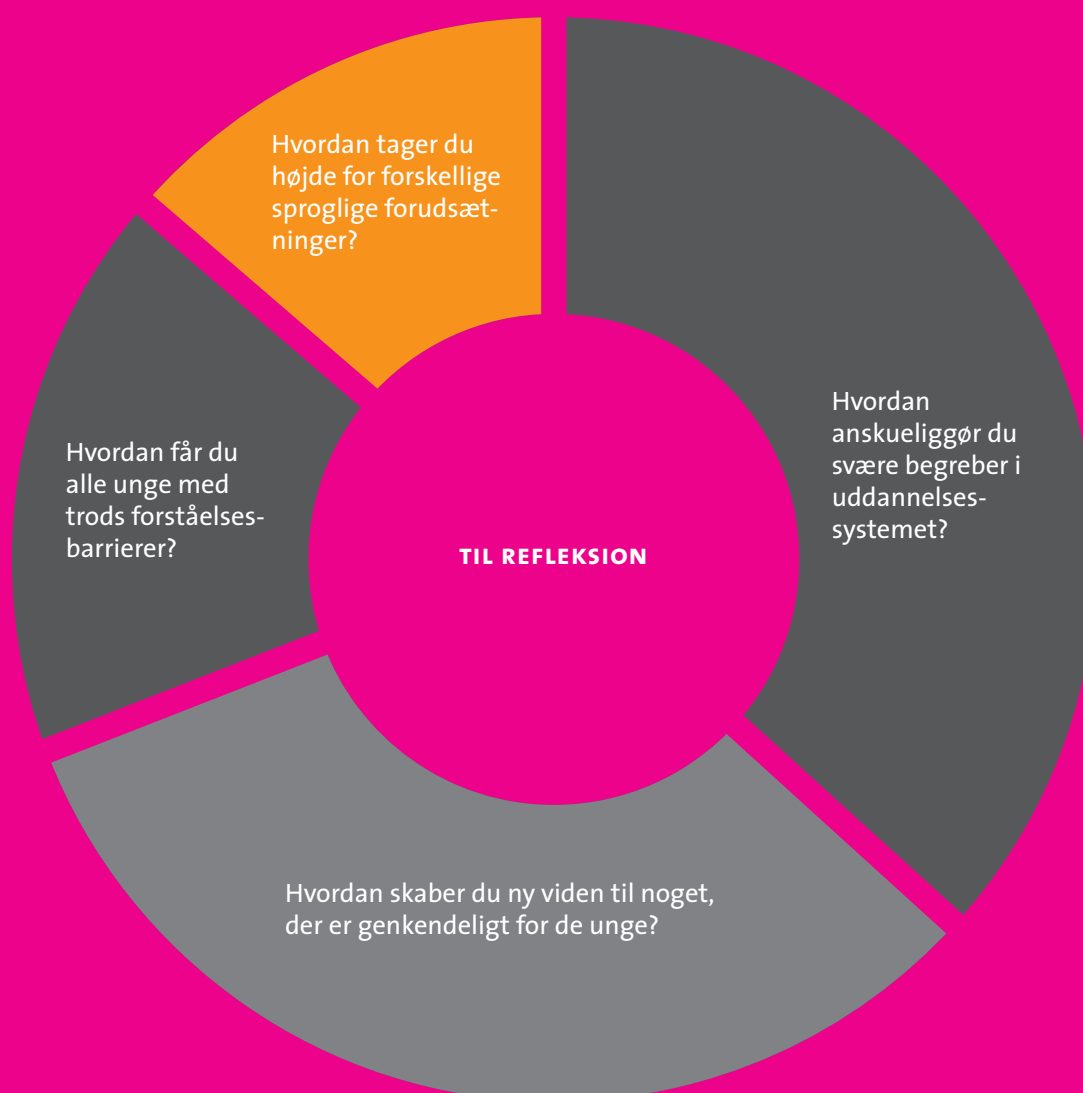 Hvordan tager du
højde for forskellige
sproglige forudsæt-
ninger?
Hvordan
anskueliggør du
svære begreber i
uddannelses-
systemet?
Hvordan får du
alle unge med
trods forståelses-
barrierer?
TIL REFLEKSION
Hvordan skaber du ny viden til noget,
der er genkendeligt for de unge?